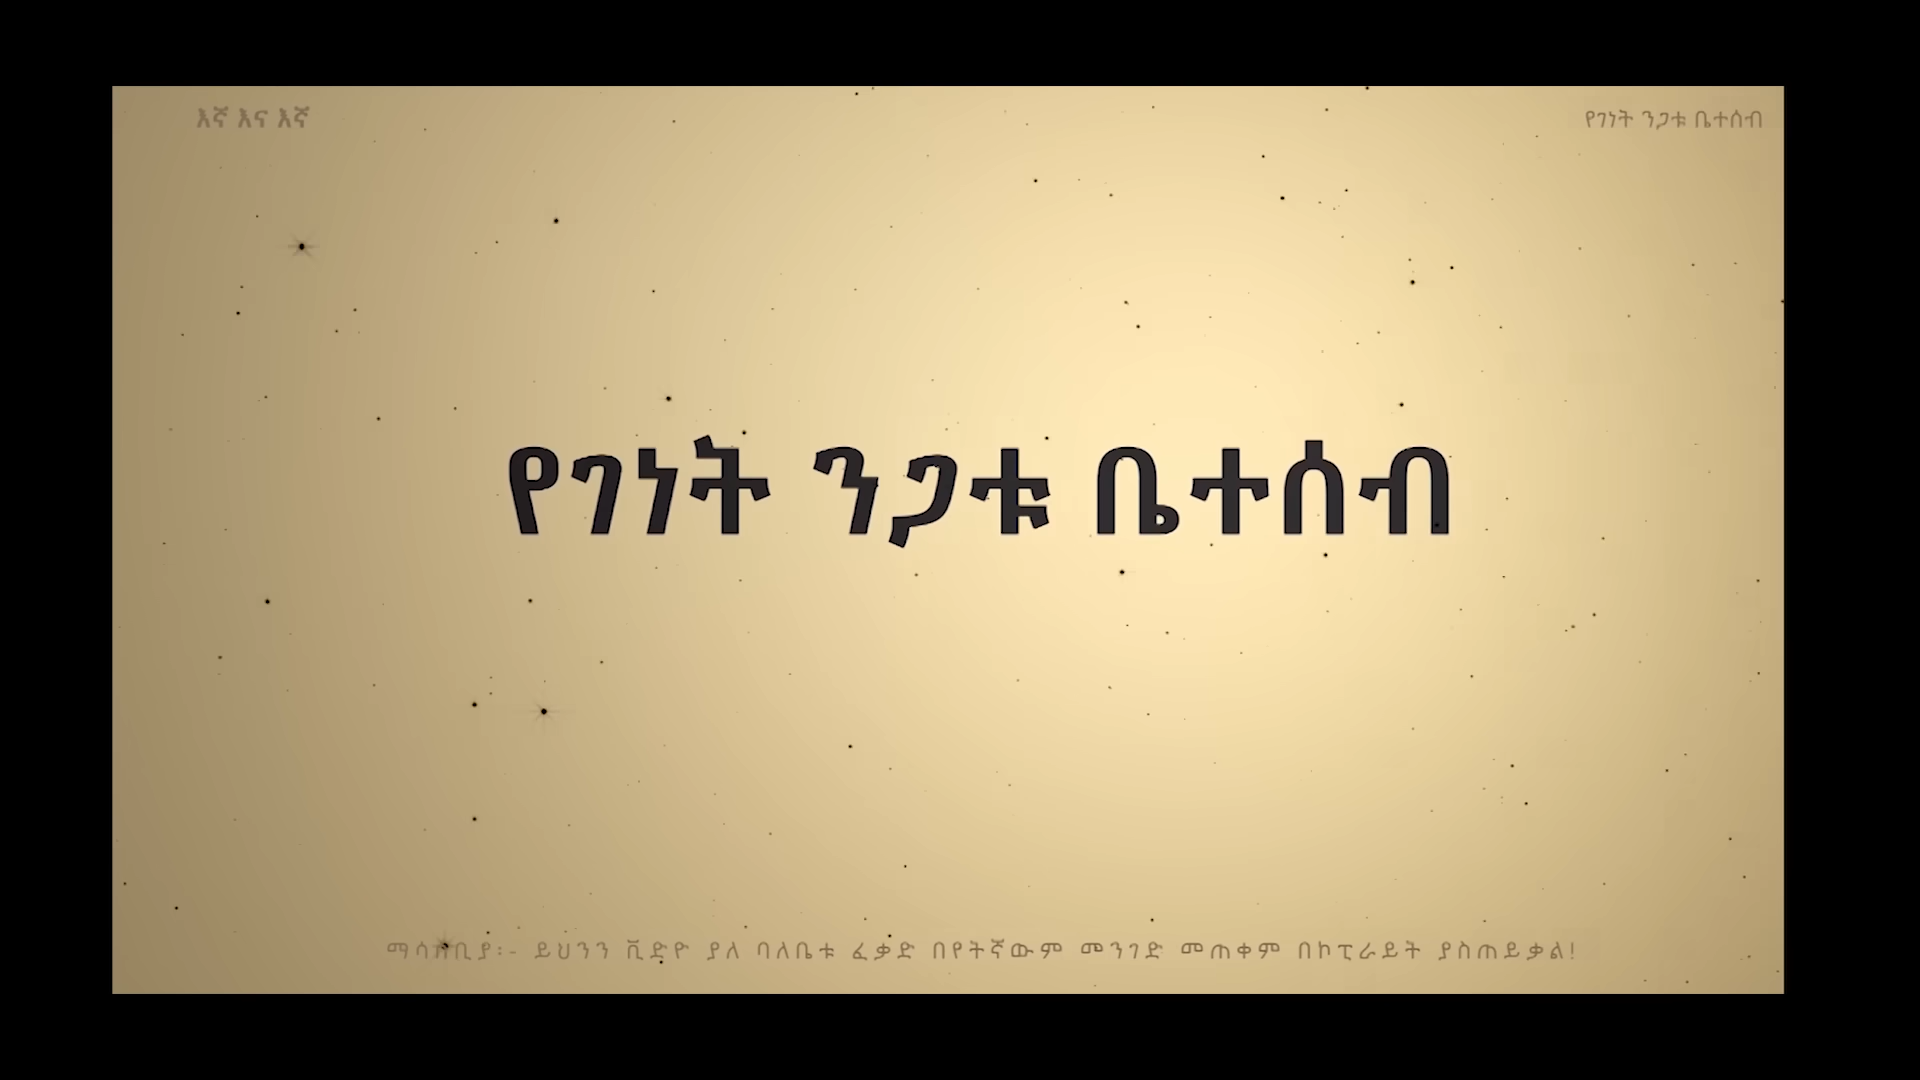 እኛ እና እኛ
የገነት ንጋቱ ቤተሰብ
የገነት ንጋቱ ቤተሰብ
ማሳሰቢያ፡- ይህንን ቪድዮ ያለ ባለቤቱ ፈቃድ በየትኛውም መንገድ መጠቀም በኮፒራይት ያስጠይቃል!